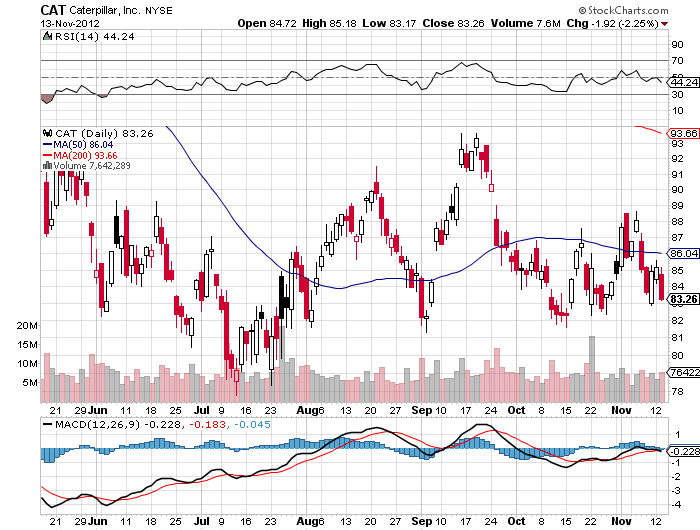 CAT Caterpillar, Inc. NYSE © StockCharts.com
13-Nov-2012 Open 84.72 High 85.18 Low 83.17 Close 83.26 Volume 7.6M Chg -1.92 (-2.25%)
RSI(14) 44.24
90
70
50
44.24
30
10
CAT (Daily) 83.26
MA(50) 86.04
MA(200) 93.66
Volume 7,642,289
93.66
93
92
91
90
89
88
87
86.04
85
84
83.26
82
81
80
79
78
20M
15M
10M
5M
76422
21 29 Jun 11 18 25 Jul 9 16 23 Aug 6 13 20 27 Sep 10 17 24 Oct 8 15 22 Nov 5 12
MACD(12,26,9) -0.228, -0.183, -0.045
1
-0.228
-1
-2
-3
-4
21 29 Jun 11 18 25 Jul 9 16 23 Aug 6 13 20 27 Sep 10 17 24 Oct 8 15 22 Nov 5 12